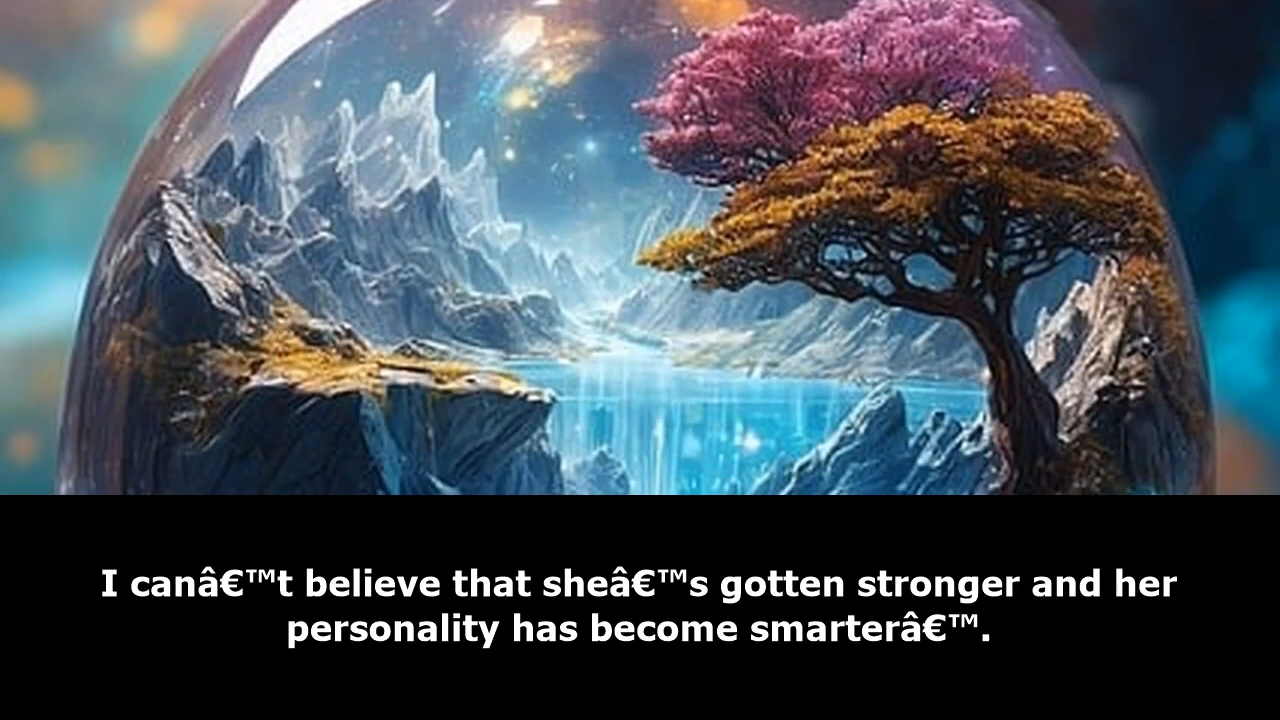 I canâ€™t believe that sheâ€™s gotten stronger and her
personality has become smarterâ€™.